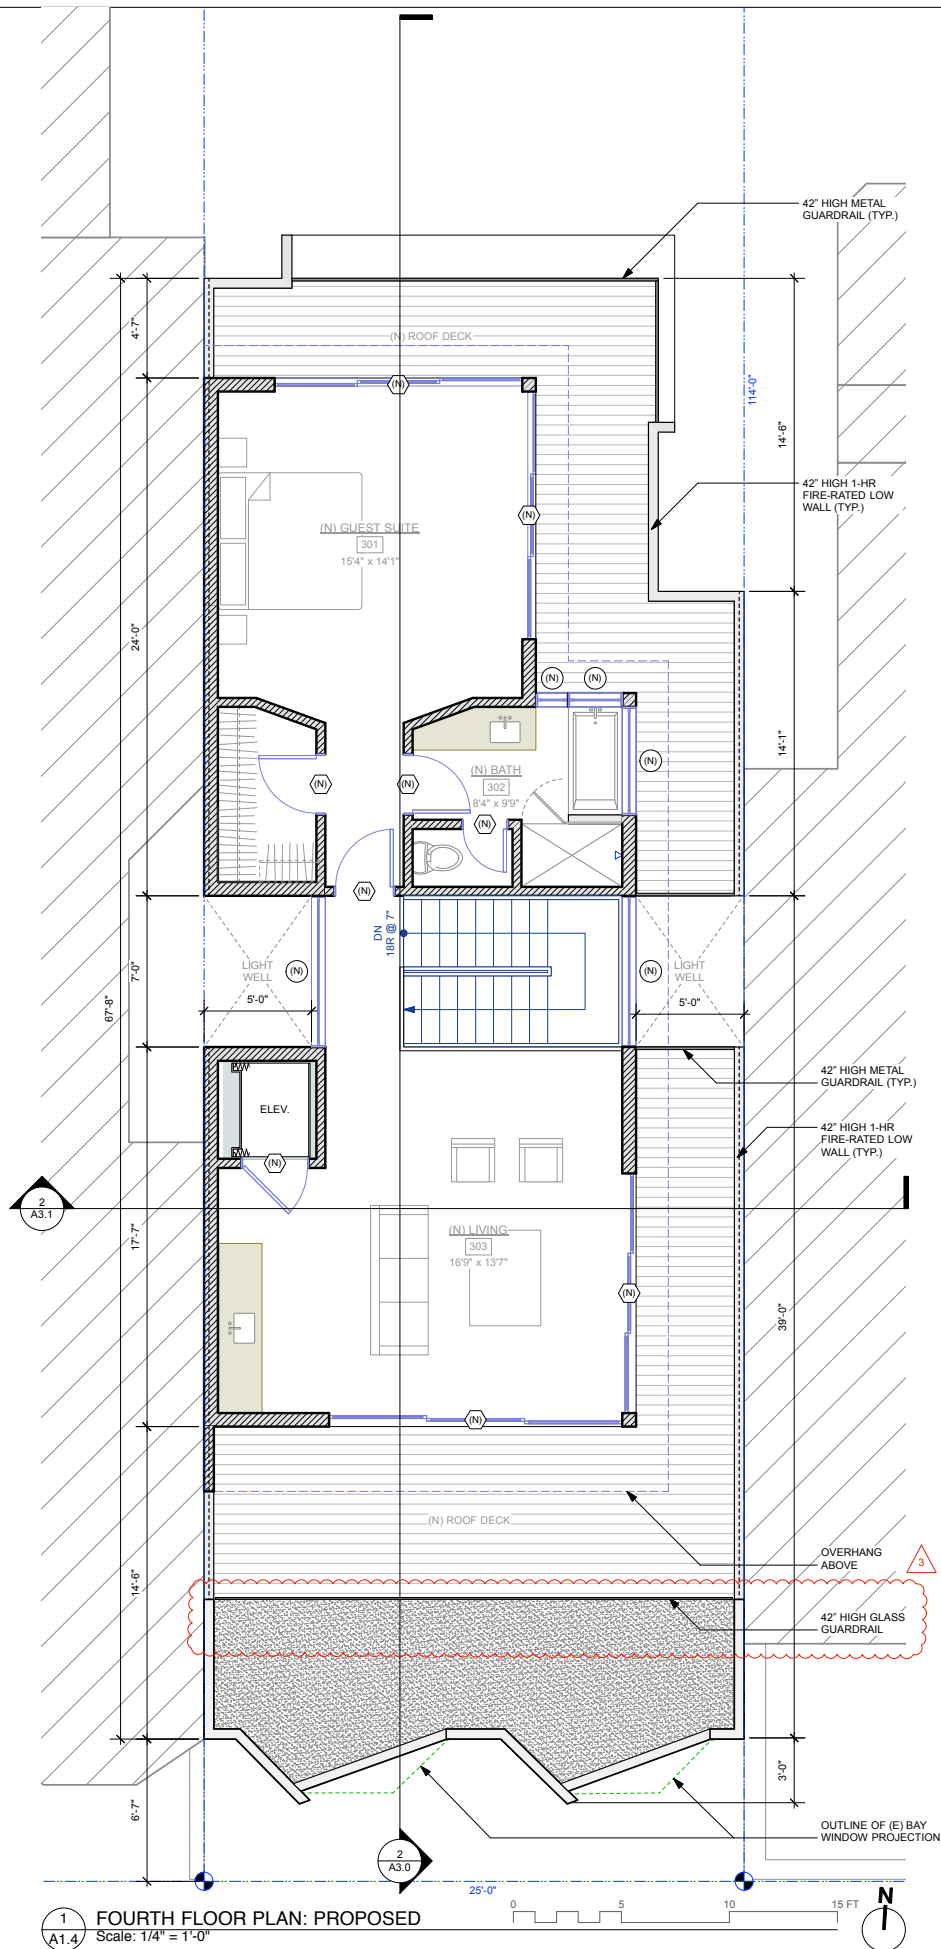 42" HIGH METAL
GUARDRAIL (TYP.)
4'-7"
(N) ROOF DECK
(N)
114'-0"
14'-6"
42" HIGH 1-HR
FIRE-RATED LOW
WALL (TYP.)
(N)
(N) GUEST SUITE
301
15'4" x 14'1"
24'-0"
(N)
(N)
14'-1"
(N)
(N) BATH
302
8'4" x 9'9"
(N)
(N)
(N)
(N)
DN
18R @ 7"
7'-0"
LIGHT
WELL
(N)
5'-0"
(N)
LIGHT
WELL
5'-0"
67'-8"
42" HIGH METAL
GUARDRAIL (TYP.)
ELEV.
(N)
42" HIGH 1-HR
FIRE-RATED LOW
WALL (TYP.)
2
A3.1
17'-7"
(N) LIVING
303
16'9" x 13'7"
(N)
39'-0"
(N)
(N) ROOF DECK
OVERHANG
ABOVE
3
14'-6"
42" HIGH GLASS
GUARDRAIL
3'-0"
6'-7"
OUTLINE OF (E) BAY
WINDOW PROJECTION
2
A3.0
25'-0"
0 5 10 15 FT
N
1
A1.4
FOURTH FLOOR PLAN: PROPOSED
Scale: 1/4" = 1'-0"